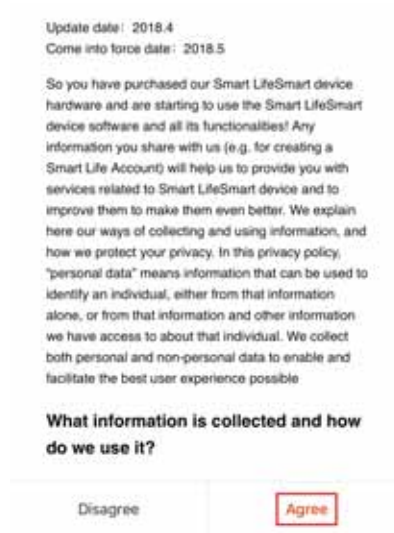 Update date: 2018.4
Come into force date: 2018.5
So you have purchased our Smart LifeSmart device
hardware and are starting to use the Smart LifeSmart
device software and all its functionalities! Any
information you share with us (e.g. for creating a
Smart Life Account) will help us to provide you with
services related to Smart LifeSmart device and to
improve them to make them even better. We explain
here our ways of collecting and using information, and
how we protect your privacy. In this privacy policy,
"personal data" means information that can be used to
identify an individual, either from that information
alone, or from that information and other information
we have access to about that individual. We collect
both personal and non-personal data to enable and
facilitate the best user experience possible
What information is collected and how
do we use it?
Disagree
Agree